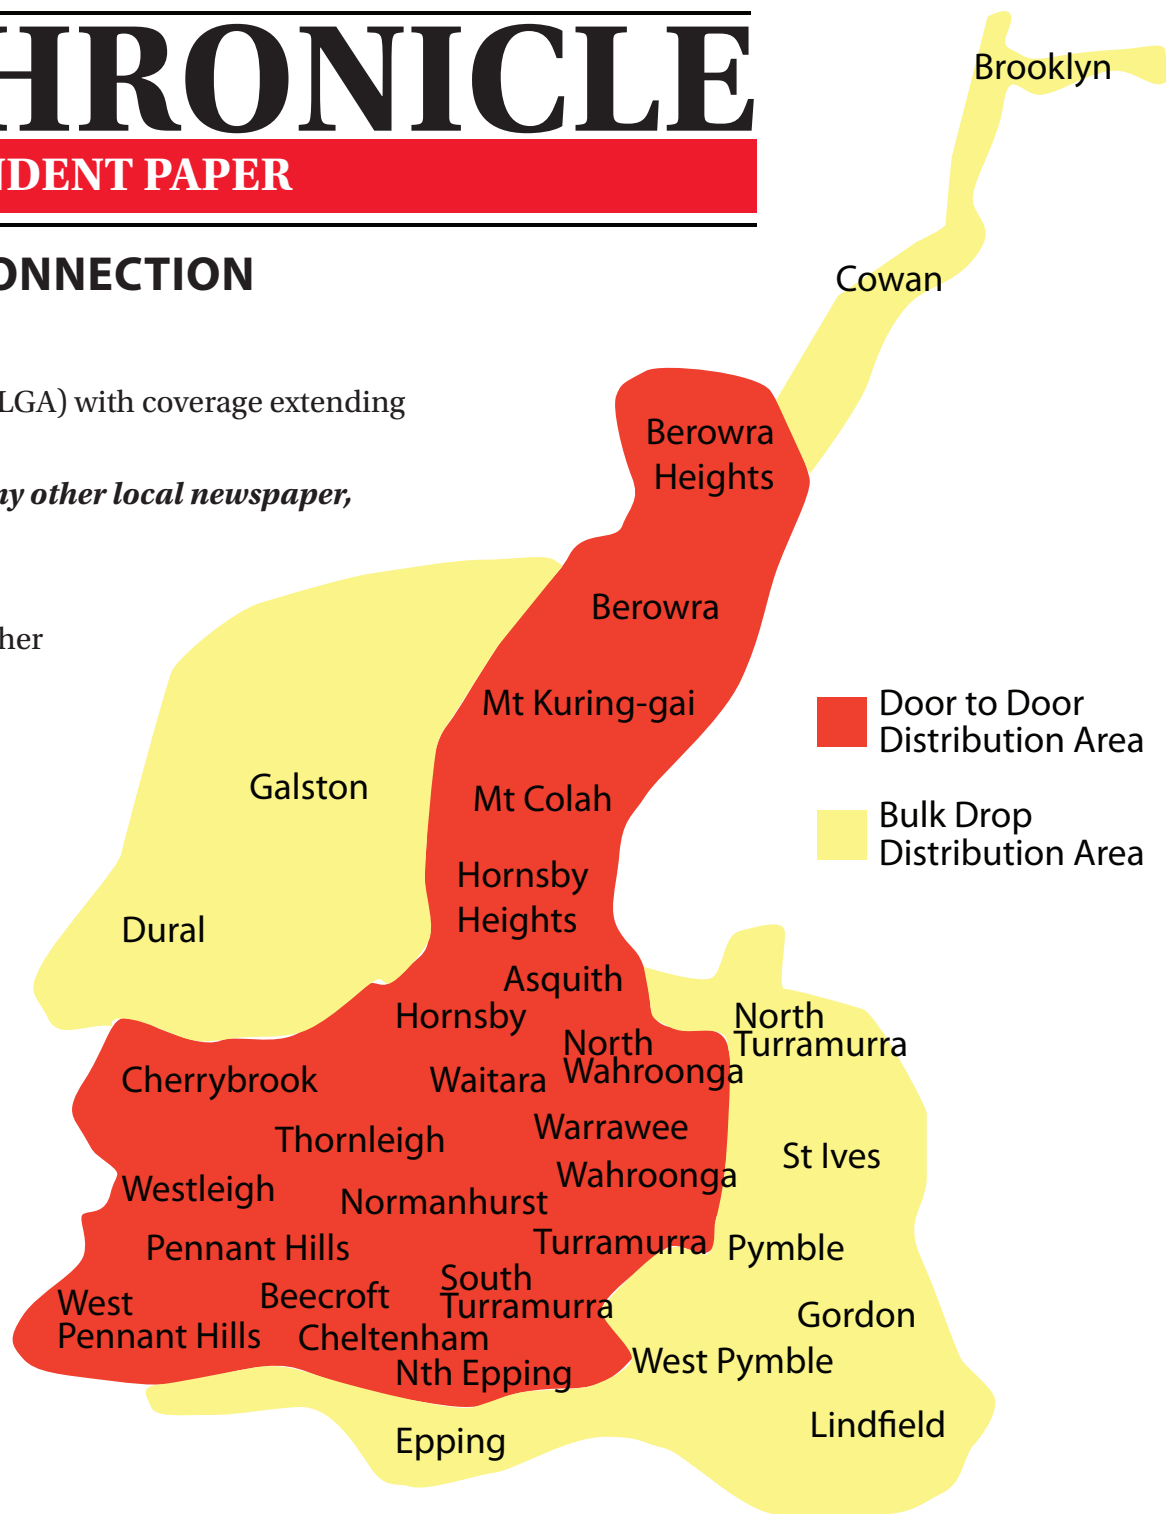 HRONICLE
NDENT PAPER
ONNECTION
LGA) with coverage extending
ny other local newspaper,
her
Brooklyn
Cowan
Berowra
Heights
Berowra
Mt Kuring-gai
Door to Door
Distribution Area
Galston
Mt Colah
Bulk Drop
Distribution Area
Hornsby
Heights
Dural
Asquith
Hornsby
North
Turramurra
North
Wahroonga
Cherrybrook
Waitara
Warrawee
Thornleigh
St Ives
Wahroonga
Westleigh
Normanhurst
Turramurra
Pymble
Pennant Hills
South
Turramurra
Beecroft
West
Pennant Hills
Gordon
Cheltenham
West Pymble
Nth Epping
Lindfield
Epping